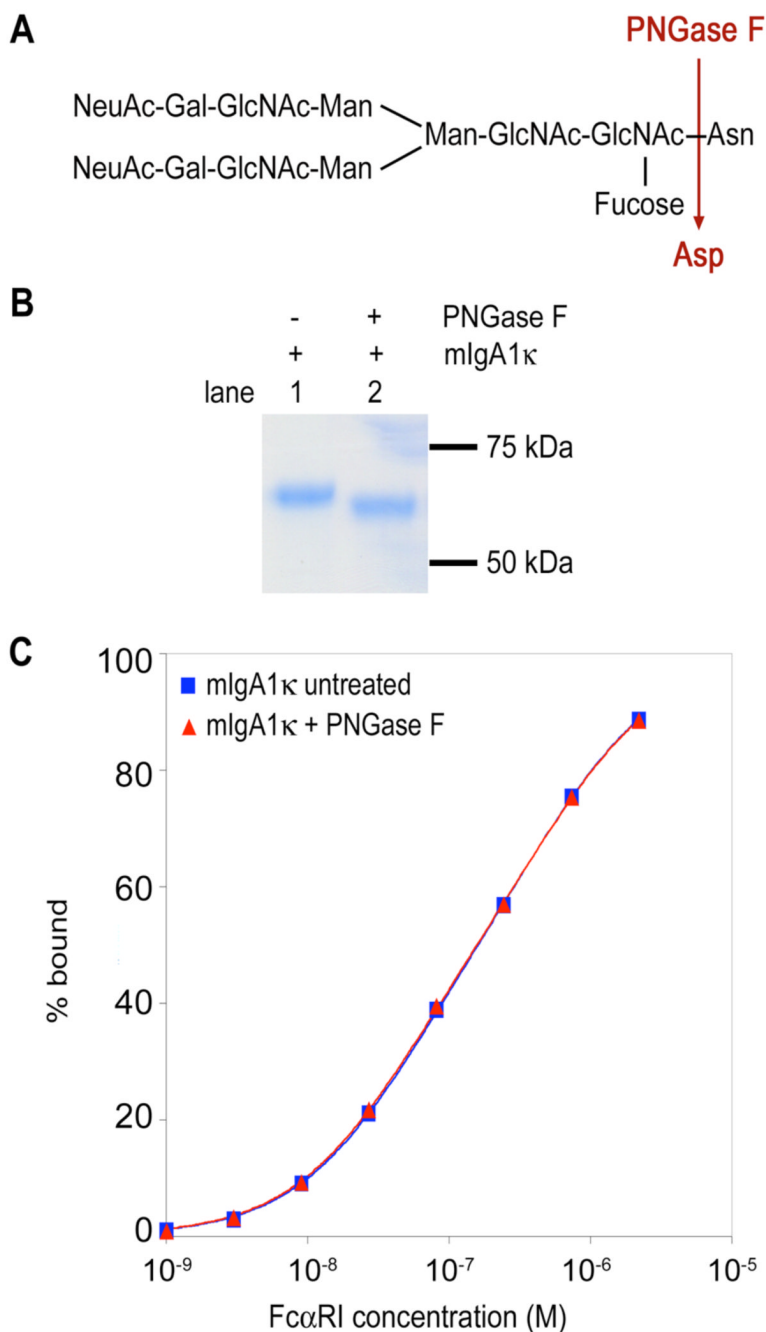 A
PNGase F
NeuAc-Gal-GlcNAc-Man
Man-GlcNAc-GlcNAc-Asn
NeuAc-Gal-GlcNAc-Man
Fucose
Asp
B
- + PNGase F
+ + mIgA1κ
lane 1 2
75 kDa
50 kDa
C
100
mIgA1κ untreated
mIgA1κ + PNGase F
80
60
% bound
40
20
0
10⁻⁹ 10⁻⁸ 10⁻⁷ 10⁻⁶ 10⁻⁵
FcαRI concentration (M)